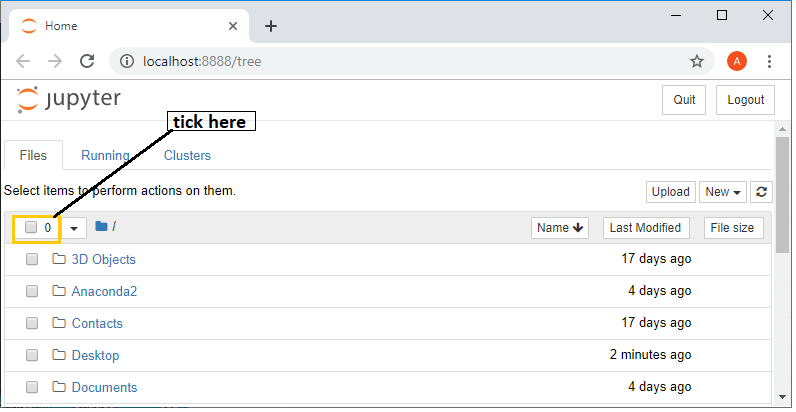 Home
localhost:8888/tree
A
jupyter
Quit
Logout
tick here
Files
Running
Clusters
Select items to perform actions on them.
Upload
New
0
/
Name
Last Modified
File size
3D Objects
17 days ago
Anaconda2
4 days ago
Contacts
17 days ago
Desktop
2 minutes ago
Documents
4 days ago